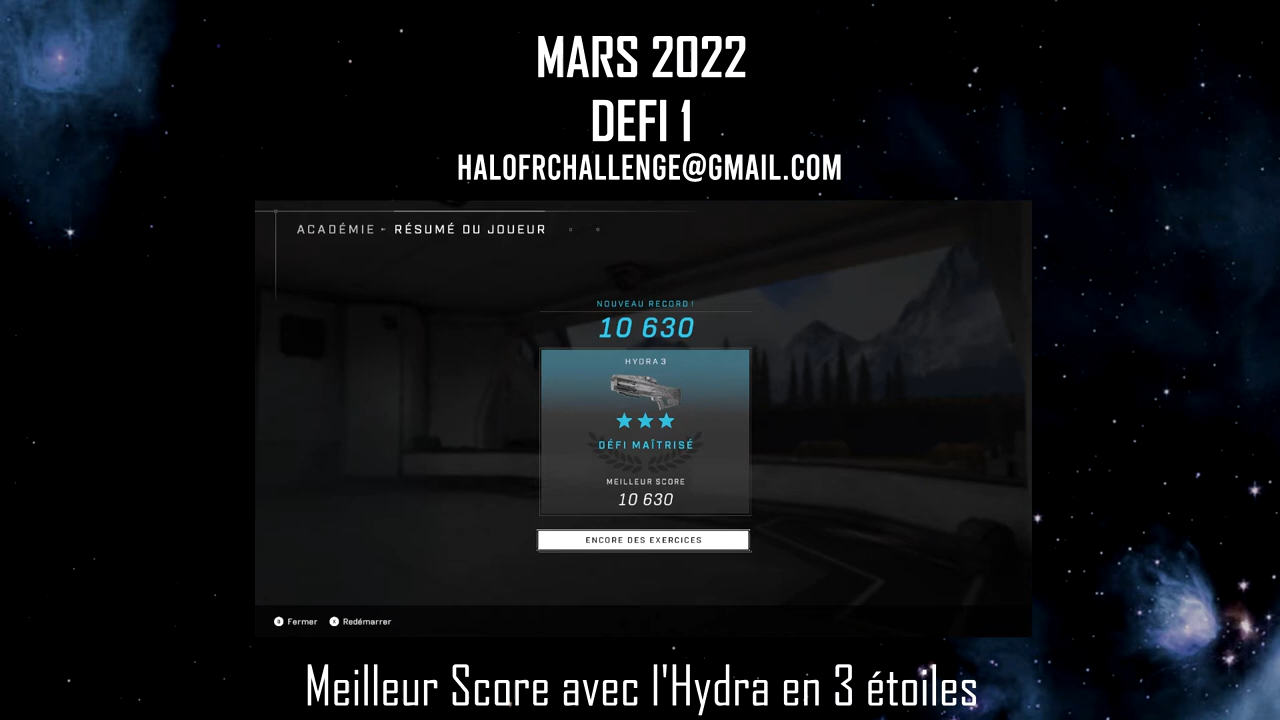 MARS 2022
DEFI 1
HALOFRCHALLENGE@GMAIL.COM
ACADÉMIE - RÉSUMÉ DU JOUEUR
NOUVEAU RECORD !
10 630
HYDRA 3
DÉFI MAÎTRISÉ
MEILLEUR SCORE
10 630
ENCORE DES EXERCICES
B Fermer X Redémarrer
Meilleur Score avec l'Hydra en 3 étoiles